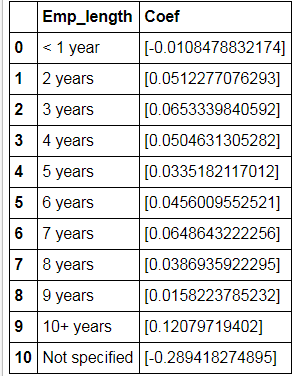 Emp_length Coef
0 < 1 year [-0.0108478832174]
1 2 years [0.0512277076293]
2 3 years [0.0653339840592]
3 4 years [0.0504631305282]
4 5 years [0.0335182117012]
5 6 years [0.0456009552521]
6 7 years [0.0648643222256]
7 8 years [0.0386935922295]
8 9 years [0.0158223785232]
9 10+ years [0.12079719402]
10 Not specified [-0.289418274895]